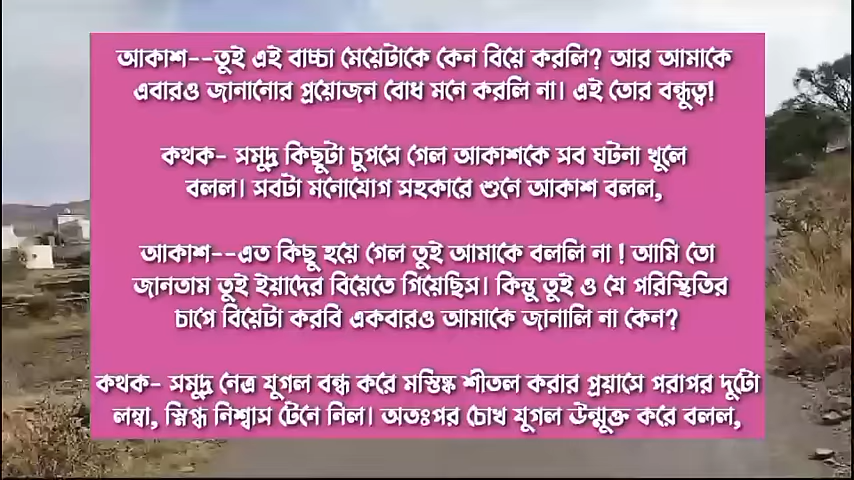 আকাশ--তুই এই বাচ্চা মেয়েটাকে কেন বিয়ে করলি? আর আমাকে
এবারও জানানোর প্রয়োজন বোধ মনে করলি না। এই তোর বন্ধুত্ব!
কথক- সমুদ্র কিছুটা চুপসে গেল আকাশকে সব ঘটনা খুলে
বলল। সবটা মনোযোগ সহকারে শুনে আকাশ বলল,
আকাশ--এত কিছু হয়ে গেল তুই আমাকে বললি না ! আমি তো
জানতাম তুই ইয়াদের বিয়েতে গিয়েছিস। কিন্তু তুই ও যে পরিস্থিতির
চাপে বিয়েটা করবি একবারও আমাকে জানালি না কেন?
কথক- সমুদ্র নেত্র যুগল বন্ধ করে মস্তিষ্ক শীতল করার প্রয়াসে পরাপর দুটো
লম্বা, স্নিগ্ধ নিশ্বাস টেনে নিল। অতঃপর চোখ যুগল উন্মুক্ত করে বলল,